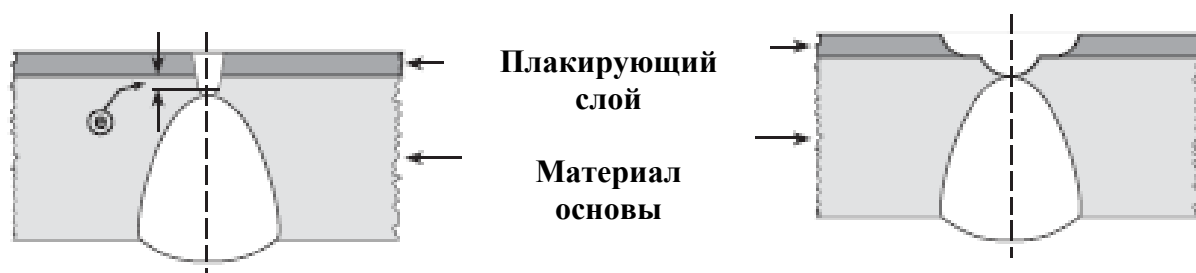 Плакирующий
слой
e
Материал
основы